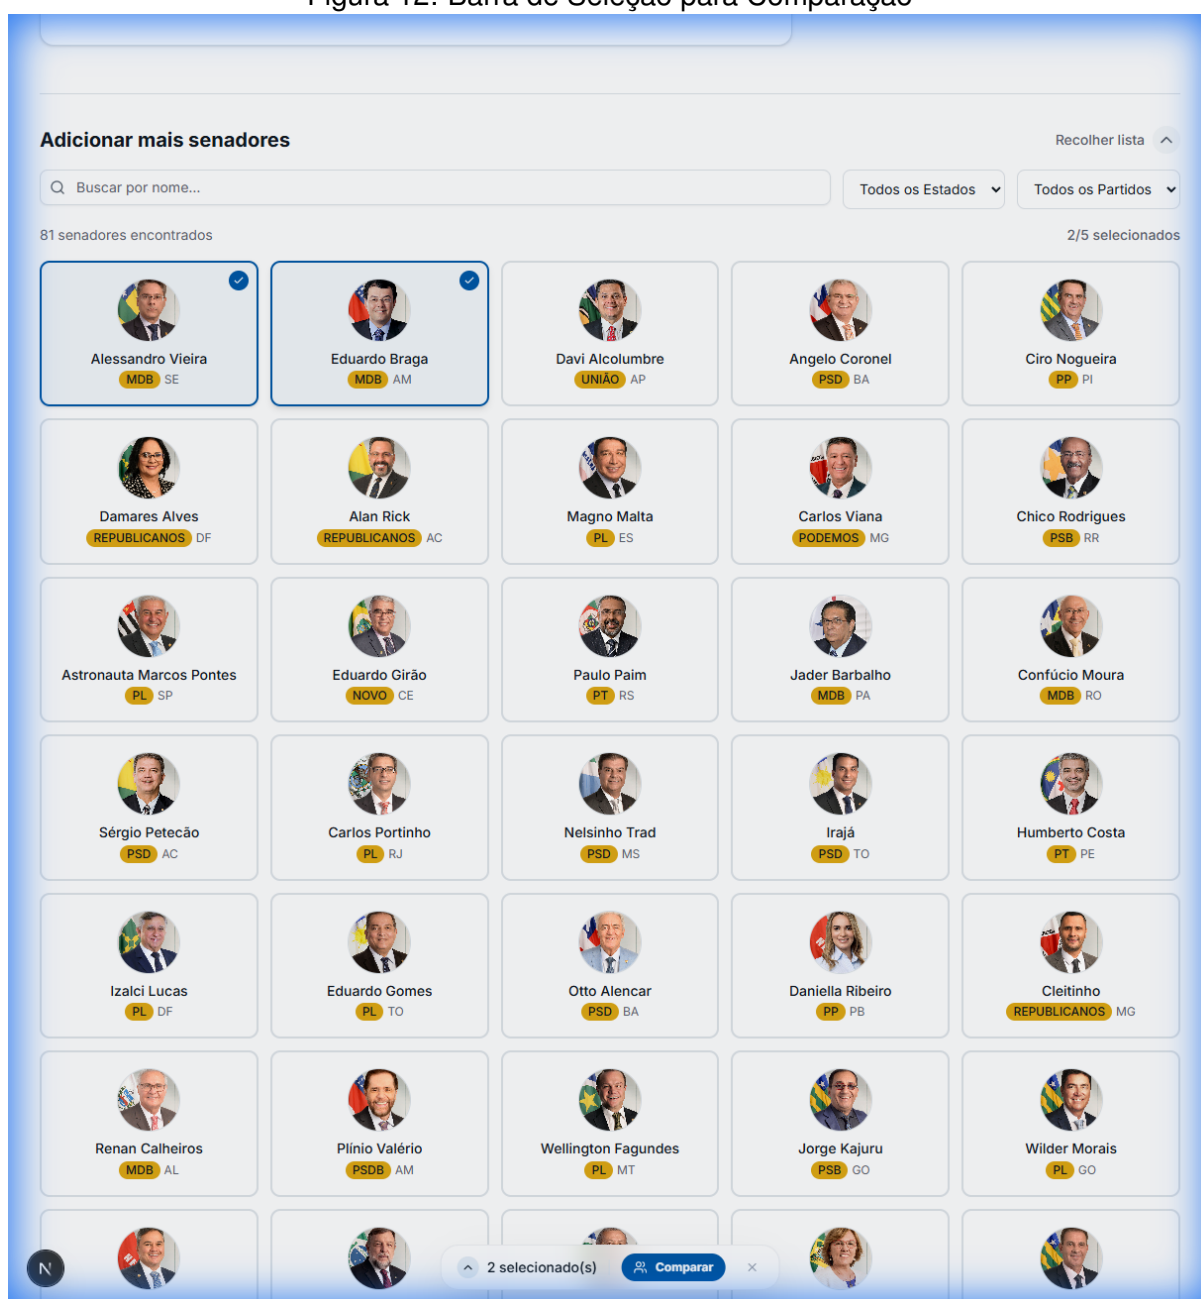 Figura 12: Barra de Seleção para Comparação
Adicionar mais senadores
Recolher lista
Buscar por nome...
Todos os Estados
Todos os Partidos
81 senadores encontrados
2/5 selecionados
Alessandro Vieira
MDB SE
Eduardo Braga
MDB AM
Davi Alcolumbre
UNIÃO AP
Angelo Coronel
PSD BA
Ciro Nogueira
PP PI
Damares Alves
REPUBLICANOS DF
Alan Rick
REPUBLICANOS AC
Magno Malta
PL ES
Carlos Viana
PODEMOS MG
Chico Rodrigues
PSB RR
Astronauta Marcos Pontes
PL SP
Eduardo Girão
NOVO CE
Paulo Paim
PT RS
Jader Barbalho
MDB PA
Confúcio Moura
MDB RO
Sérgio Petecão
PSD AC
Carlos Portinho
PL RJ
Nelsinho Trad
PSD MS
Irajá
PSD TO
Humberto Costa
PT PE
Izalci Lucas
PL DF
Eduardo Gomes
PL TO
Otto Alencar
PSD BA
Daniella Ribeiro
PP PB
Cleitinho
REPUBLICANOS MG
Renan Calheiros
MDB AL
Plínio Valério
PSDB AM
Wellington Fagundes
PL MT
Jorge Kajuru
PSB GO
Wilder Morais
PL GO
N
2 selecionado(s)
Comparar